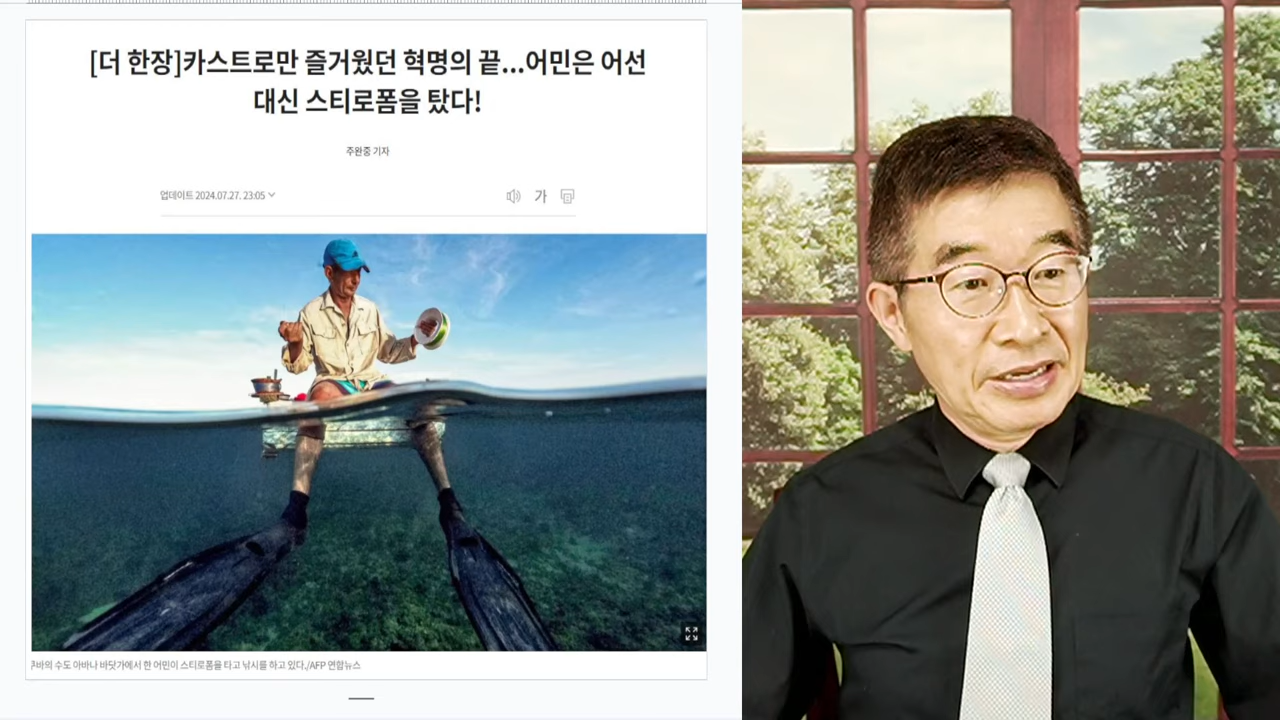 [더 한장]카스트로만 즐거웠던 혁명의 끝...어민은 어선
대신 스티로폼을 탔다!
주완중 기자
업데이트 2024.07.27. 23:05
가
쿠바의 수도 아바나 바닷가에서 한 어민이 스티로폼을 타고 낚시를 하고 있다./AFP 연합뉴스